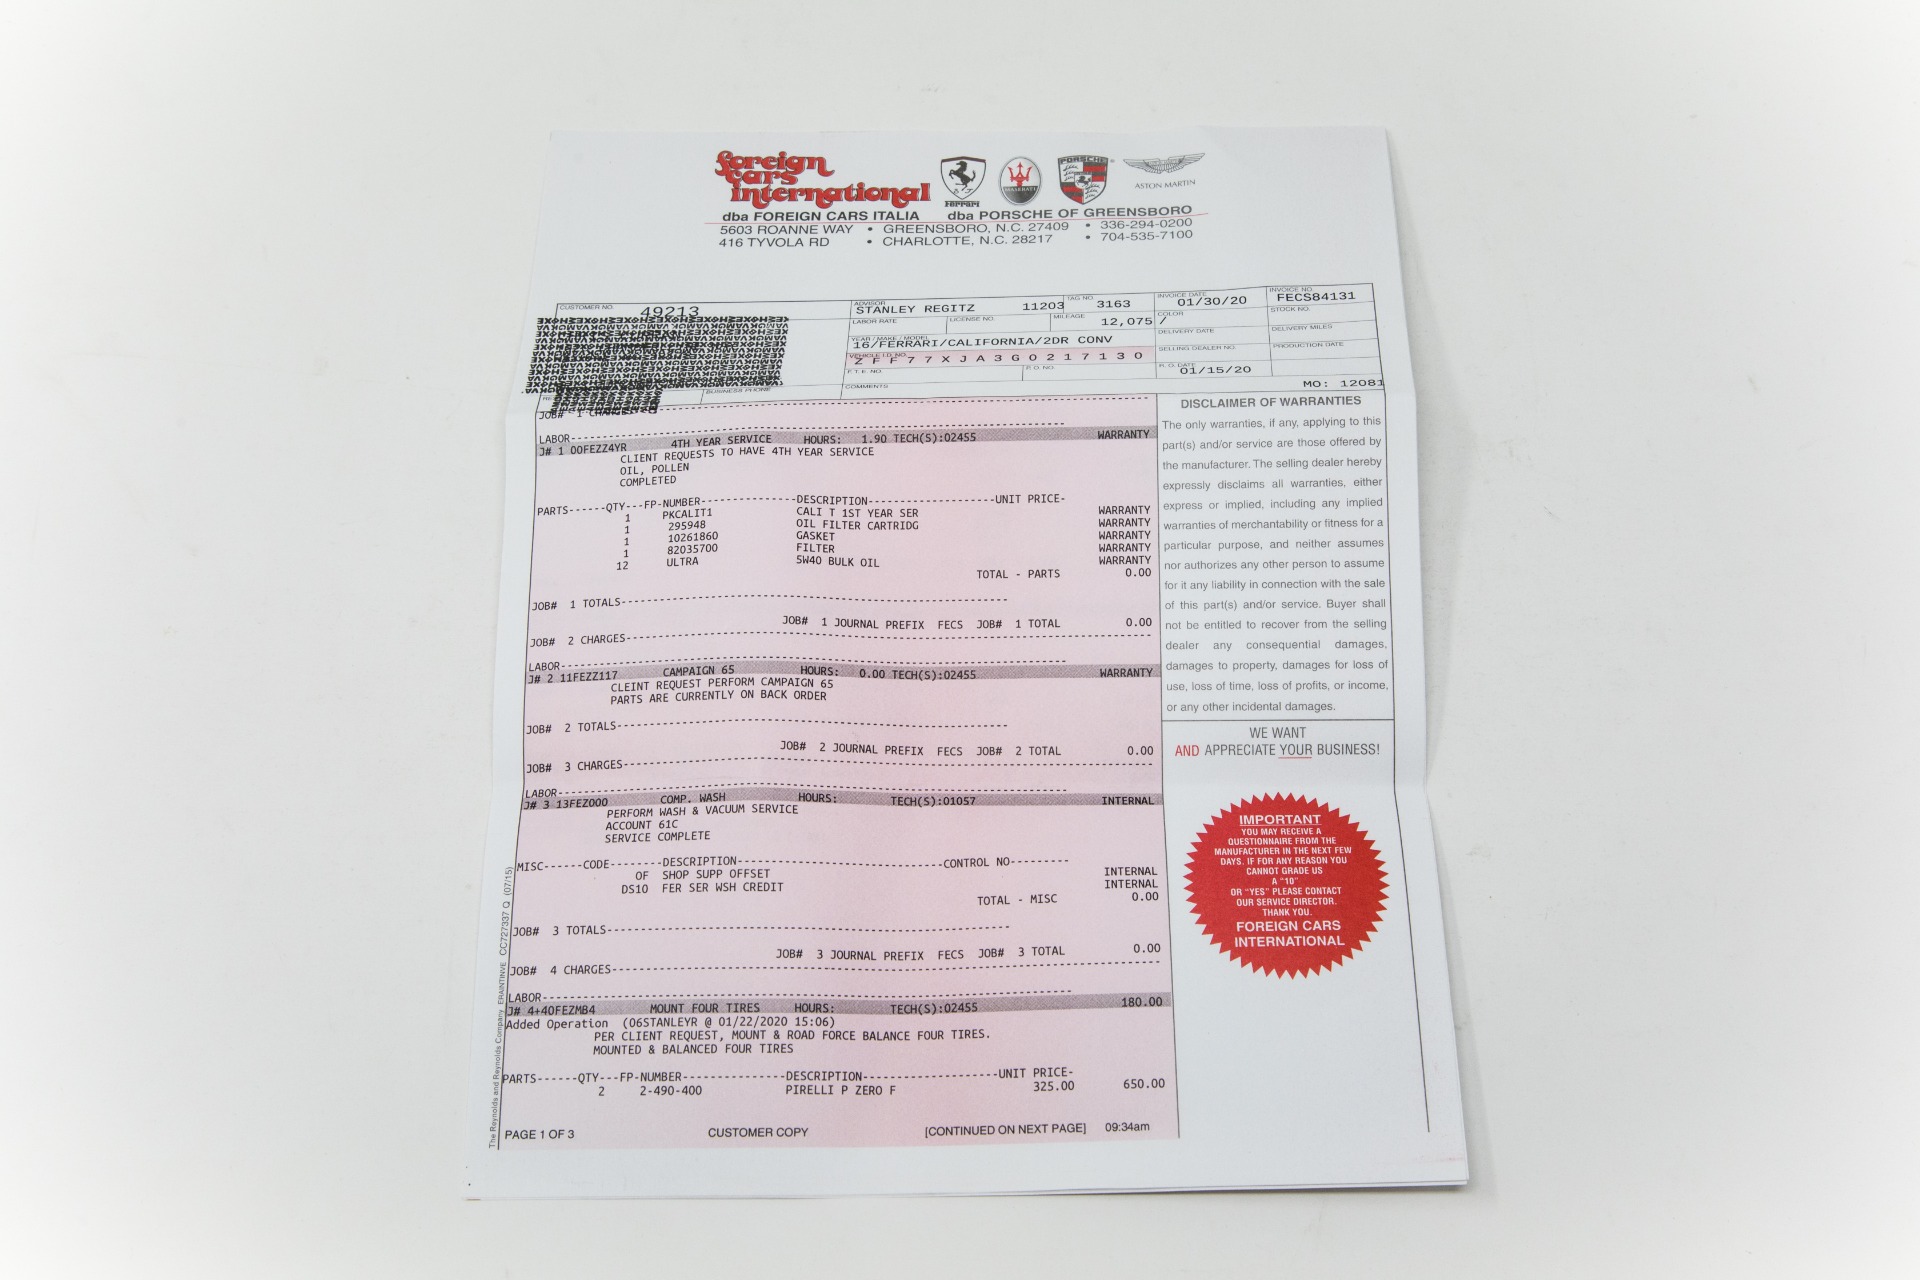 foreign
cars
international
Ferrari
MASERATI
PORSCHE
ASTON MARTIN
dba FOREIGN CARS ITALIA dba PORSCHE OF GREENSBORO
5603 ROANNE WAY • GREENSBORO, N.C. 27409 • 336-294-0200
416 TYVOLA RD • CHARLOTTE, N.C. 28217 • 704-535-7100
CUSTOMER NO. 49213
ADVISOR STANLEY REGITZ 11203 TAG NO. 3163 INVOICE DATE 01/30/20 INVOICE NO. FECS84131
LABOR RATE LICENSE NO. MILEAGE 12,075 COLOR / STOCK NO.
YEAR / MAKE / MODEL 16/FERRARI/CALIFORNIA/2DR CONV DELIVERY DATE DELIVERY MILES
VEHICLE I.D. NO. Z F F 7 7 X J A 3 G 0 2 1 7 1 3 0 SELLING DEALER NO. PRODUCTION DATE
F.T.E. NO. P.O. NO. R.O. DATE 01/15/20
BUSINESS PHONE COMMENTS MO: 12081
JOB# 1 CHARGES
LABOR
J# 1 00FEZZ4YR 4TH YEAR SERVICE HOURS: 1.90 TECH(S):02455 WARRANTY
CLIENT REQUESTS TO HAVE 4TH YEAR SERVICE
OIL, POLLEN
COMPLETED
PARTS------QTY---FP-NUMBER-------------DESCRIPTION------------------UNIT PRICE-
1 PKCALIT1 CALI T 1ST YEAR SER WARRANTY
1 295948 OIL FILTER CARTRIDG WARRANTY
1 10261860 GASKET WARRANTY
1 82035700 FILTER WARRANTY
12 ULTRA 5W40 BULK OIL WARRANTY
TOTAL - PARTS 0.00
JOB# 1 TOTALS
JOB# 1 JOURNAL PREFIX FECS JOB# 1 TOTAL 0.00
JOB# 2 CHARGES
LABOR
J# 2 11FEZZ117 CAMPAIGN 65 HOURS: 0.00 TECH(S):02455 WARRANTY
CLEINT REQUEST PERFORM CAMPAIGN 65
PARTS ARE CURRENTLY ON BACK ORDER
JOB# 2 TOTALS
JOB# 2 JOURNAL PREFIX FECS JOB# 2 TOTAL 0.00
JOB# 3 CHARGES
LABOR
J# 3 13FEZ000 COMP. WASH HOURS: TECH(S):01057 INTERNAL
PERFORM WASH & VACUUM SERVICE
ACCOUNT 61C
SERVICE COMPLETE
MISC------CODE--------DESCRIPTION--------------------CONTROL NO--------
OF SHOP SUPP OFFSET INTERNAL
DS10 FER SER WSH CREDIT INTERNAL
TOTAL - MISC 0.00
JOB# 3 TOTALS
JOB# 3 JOURNAL PREFIX FECS JOB# 3 TOTAL 0.00
JOB# 4 CHARGES
LABOR
J# 4+40FEZMB4 MOUNT FOUR TIRES HOURS: TECH(S):02455 180.00
Added Operation (06STANLEYR @ 01/22/2020 15:06)
PER CLIENT REQUEST, MOUNT & ROAD FORCE BALANCE FOUR TIRES.
MOUNTED & BALANCED FOUR TIRES
PARTS------QTY---FP-NUMBER-------------DESCRIPTION------------------UNIT PRICE-
2 2-490-400 PIRELLI P ZERO F 325.00 650.00
PAGE 1 OF 3 CUSTOMER COPY [CONTINUED ON NEXT PAGE] 09:34am
The Reynolds and Reynolds Company ERAINTINVE CC727337 Q (07/15)
DISCLAIMER OF WARRANTIES
The only warranties, if any, applying to this
part(s) and/or service are those offered by
the manufacturer. The selling dealer hereby
expressly disclaims all warranties, either
express or implied, including any implied
warranties of merchantability or fitness for a
particular purpose, and neither assumes
nor authorizes any other person to assume
for it any liability in connection with the sale
of this part(s) and/or service. Buyer shall
not be entitled to recover from the selling
dealer any consequential damages,
damages to property, damages for loss of
use, loss of time, loss of profits, or income,
or any other incidental damages.
WE WANT
AND APPRECIATE YOUR BUSINESS!
IMPORTANT
YOU MAY RECEIVE A
QUESTIONNAIRE FROM THE
MANUFACTURER IN THE NEXT FEW
DAYS. IF FOR ANY REASON YOU
CANNOT GRADE US
A "10"
OR "YES" PLEASE CONTACT
OUR SERVICE DIRECTOR.
THANK YOU.
FOREIGN CARS
INTERNATIONAL